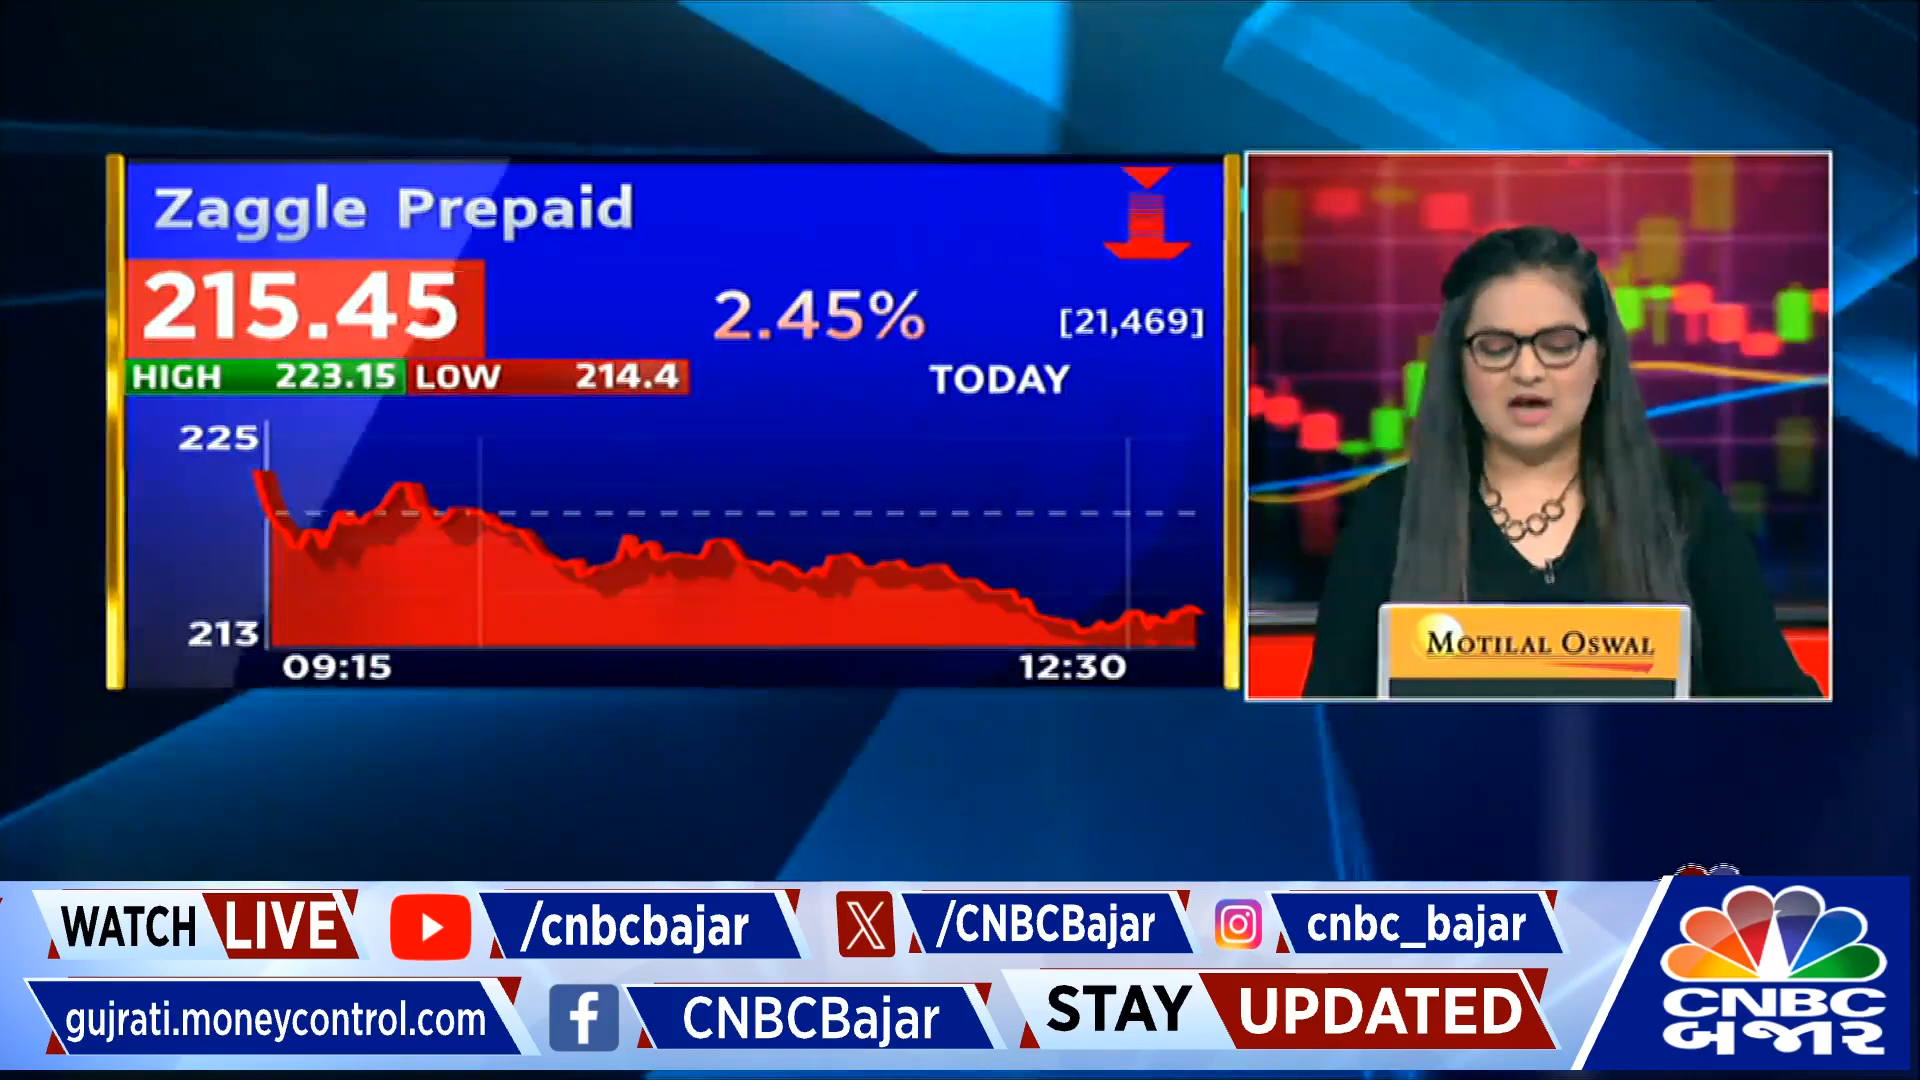 Zaggle Prepaid
215.45
2.45%
[21,469]
HIGH 223.15 LOW 214.4
TODAY
225
213
09:15
12:30
MOTILAL OSWAL
WATCH LIVE
/cnbcbajar
/CNBCBajar
cnbc_bajar
gujrati.moneycontrol.com
CNBCBajar
STAY UPDATED
CNBC
બજાર